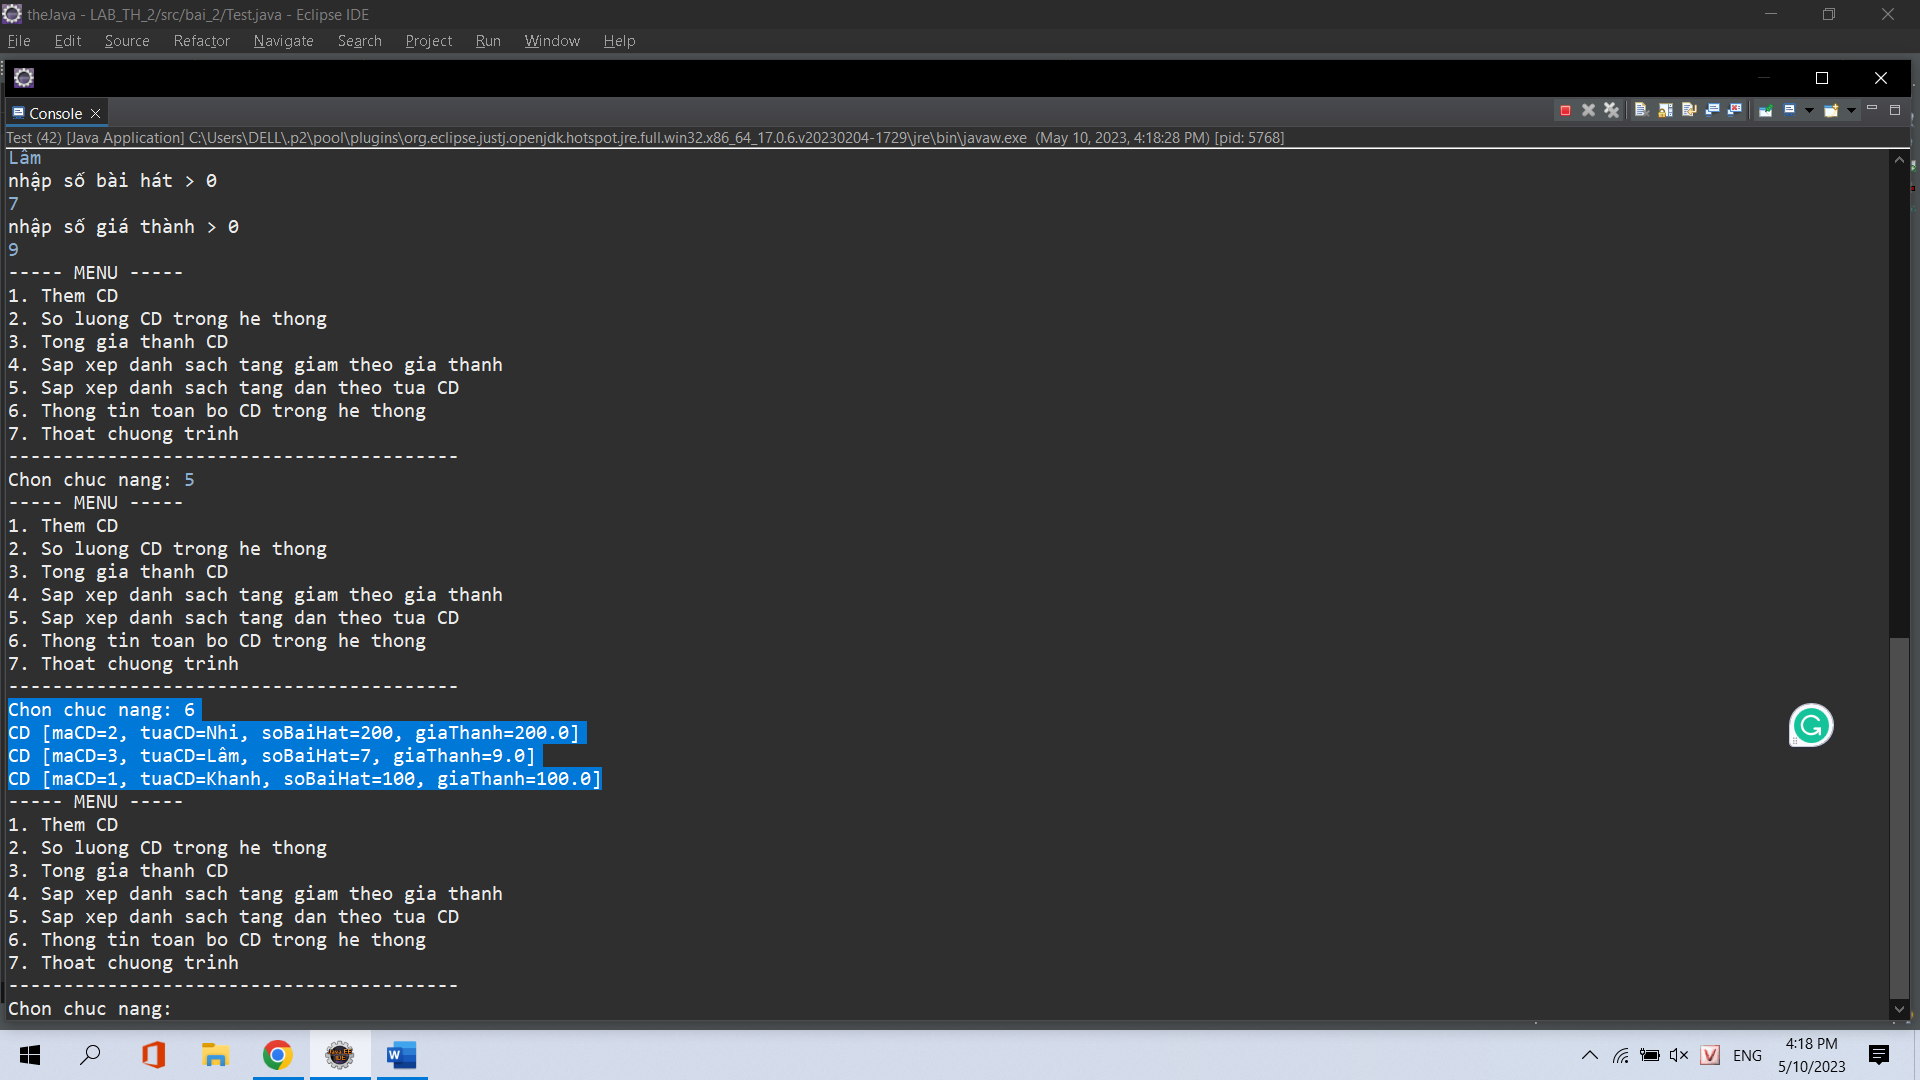 theJava - LAB_TH_2/src/bai_2/Test.java - Eclipse IDE
File Edit Source Refactor Navigate Search Project Run Window Help
Console
Test (42) [Java Application] C:\Users\DELL\.p2\pool\plugins\org.eclipse.justj.openjdk.hotspot.jre.full.win32.x86_64_17.0.6.v20230204-1729\jre\bin\javaw.exe (May 10, 2023, 4:18:28 PM) [pid: 5768]
Lâm
nhập số bài hát > 0
7
nhập số giá thành > 0
9
----- MENU -----
1. Them CD
2. So luong CD trong he thong
3. Tong gia thanh CD
4. Sap xep danh sach tang giam theo gia thanh
5. Sap xep danh sach tang dan theo tua CD
6. Thong tin toan bo CD trong he thong
7. Thoat chuong trinh
-----------------------------------------
Chon chuc nang: 5
----- MENU -----
1. Them CD
2. So luong CD trong he thong
3. Tong gia thanh CD
4. Sap xep danh sach tang giam theo gia thanh
5. Sap xep danh sach tang dan theo tua CD
6. Thong tin toan bo CD trong he thong
7. Thoat chuong trinh
-----------------------------------------
Chon chuc nang: 6
CD [maCD=2, tuaCD=Nhi, soBaiHat=200, giaThanh=200.0]
CD [maCD=3, tuaCD=Lâm, soBaiHat=7, giaThanh=9.0]
CD [maCD=1, tuaCD=Khanh, soBaiHat=100, giaThanh=100.0]
----- MENU -----
1. Them CD
2. So luong CD trong he thong
3. Tong gia thanh CD
4. Sap xep danh sach tang giam theo gia thanh
5. Sap xep danh sach tang dan theo tua CD
6. Thong tin toan bo CD trong he thong
7. Thoat chuong trinh
-----------------------------------------
Chon chuc nang:
ENG
4:18 PM
5/10/2023